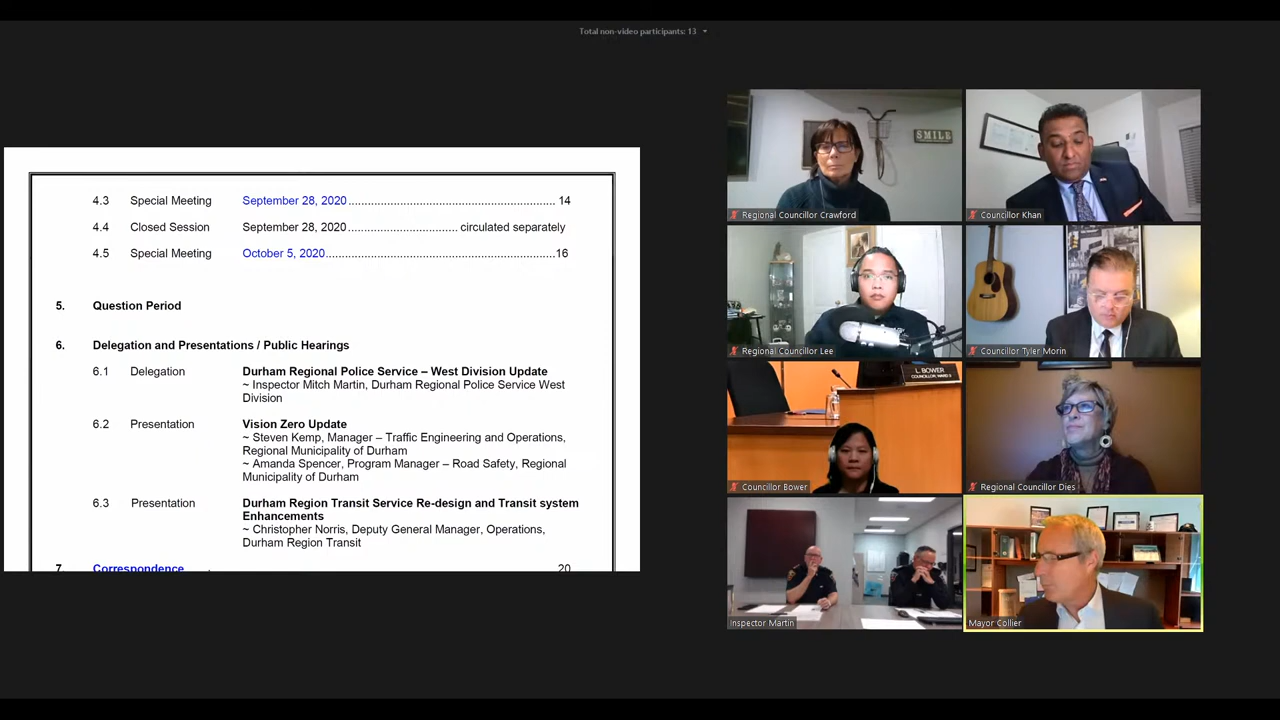 Total non-video participants: 13
4.3 Special Meeting September 28, 2020 ........ 14
4.4 Closed Session September 28, 2020 ........ circulated separately
4.5 Special Meeting October 5, 2020 ........ 16
5. Question Period
6. Delegation and Presentations / Public Hearings
6.1 Delegation Durham Regional Police Service – West Division Update
~ Inspector Mitch Martin, Durham Regional Police Service West
Division
6.2 Presentation Vision Zero Update
~ Steven Kemp, Manager – Traffic Engineering and Operations,
Regional Municipality of Durham
~ Amanda Spencer, Program Manager – Road Safety, Regional
Municipality of Durham
6.3 Presentation Durham Region Transit Service Re-design and Transit system
Enhancements
~ Christopher Norris, Deputy General Manager, Operations,
Durham Region Transit
7. Correspondence 20
SMILE
Regional Councillor Crawford
Councillor Khan
Regional Councillor Lee
Councillor Tyler Morin
L. BOWER
Councillor Bower
Regional Councillor Dies
Inspector Martin
Mayor Collier